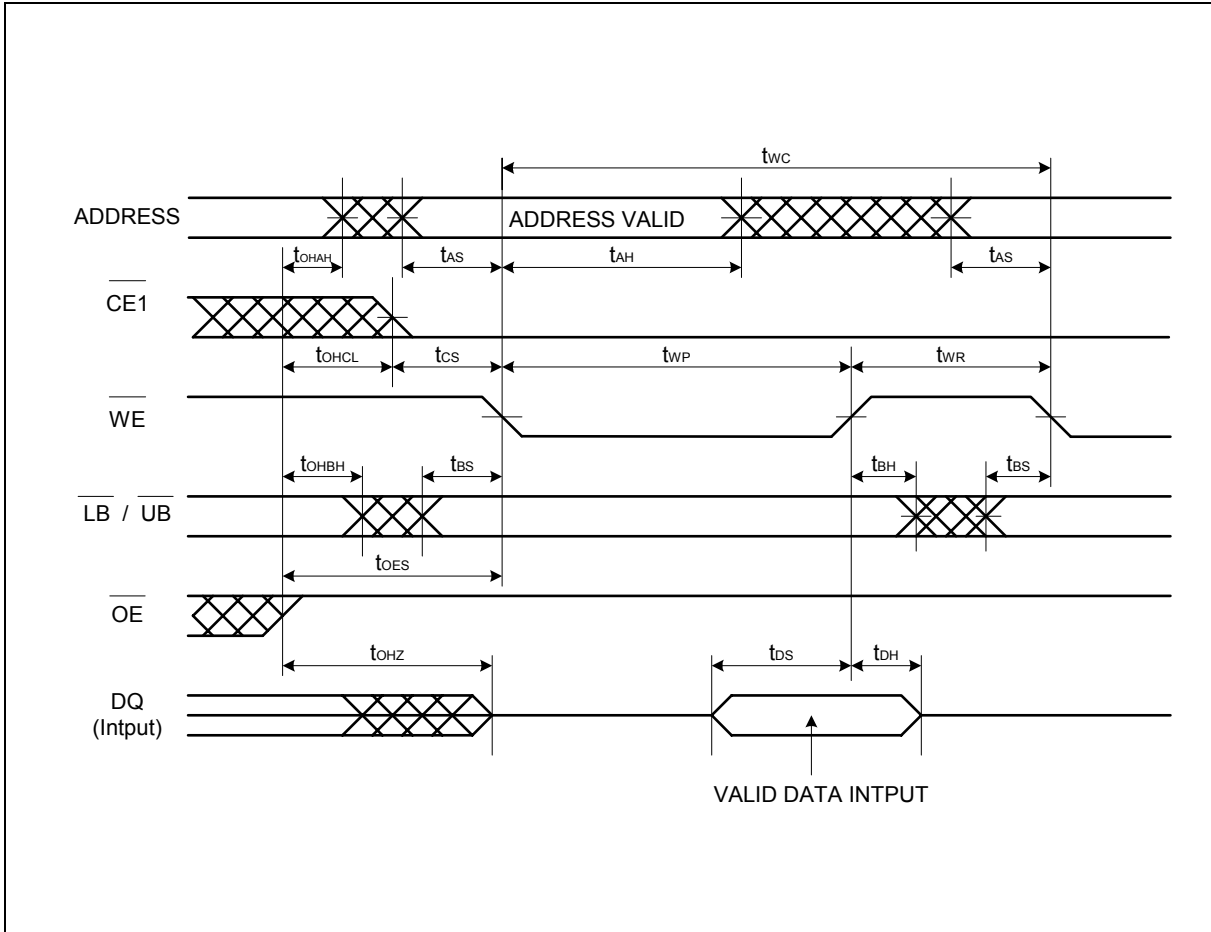 tWC
ADDRESS
ADDRESS VALID
tOHAH
tAS
tAH
tAS
CE1
tOHCL
tCS
tWP
tWR
WE
tOHBH
tBS
tBH
tBS
LB / UB
tOES
OE
tOHZ
tDS
tDH
DQ
(Intput)
VALID DATA INTPUT